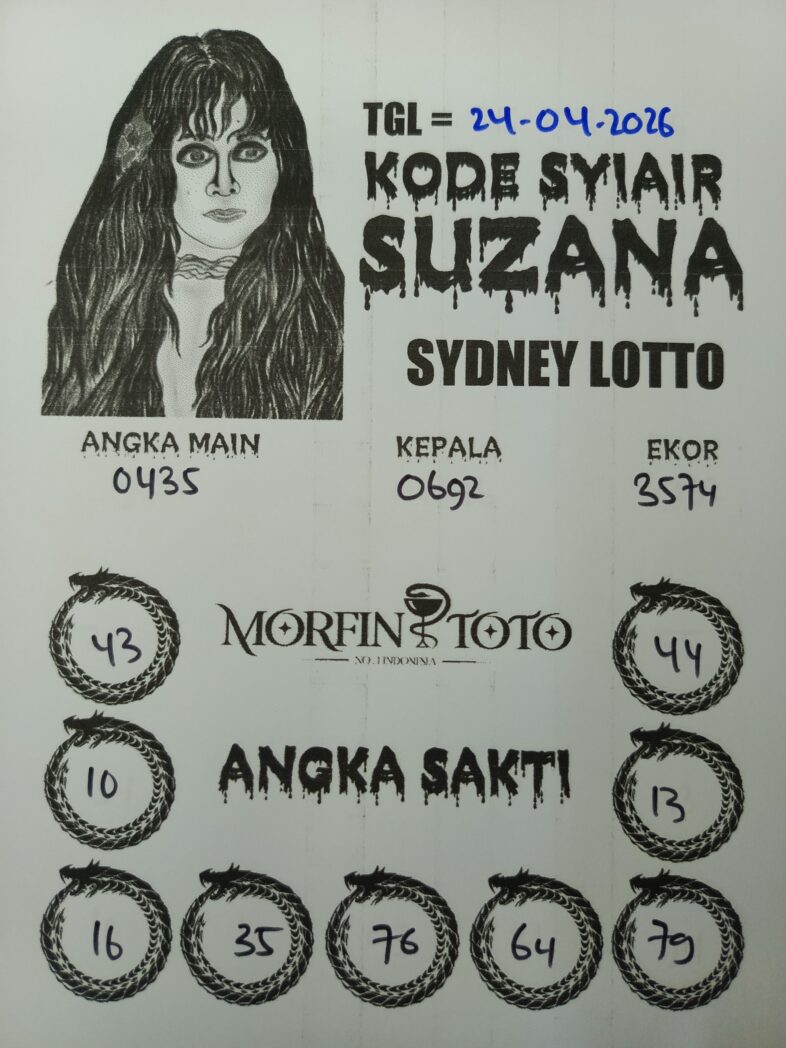 TGL = 24-04-2026
KODE SYIAIR
SUZANA
SYDNEY LOTTO
ANGKA MAIN KEPALA EKOR
0435 0692 3574
43 MORFIN TOTO 44
NO.1 INDONINIA
10 ANGKA SAKTI 13
16 35 76 64 79